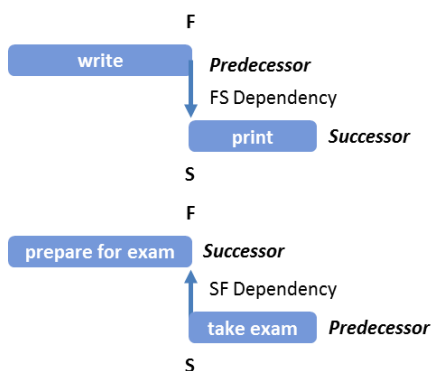 F
write
Predecessor
FS Dependency
print Successor
S
F
prepare for exam Successor
SF Dependency
take exam Predecessor
S